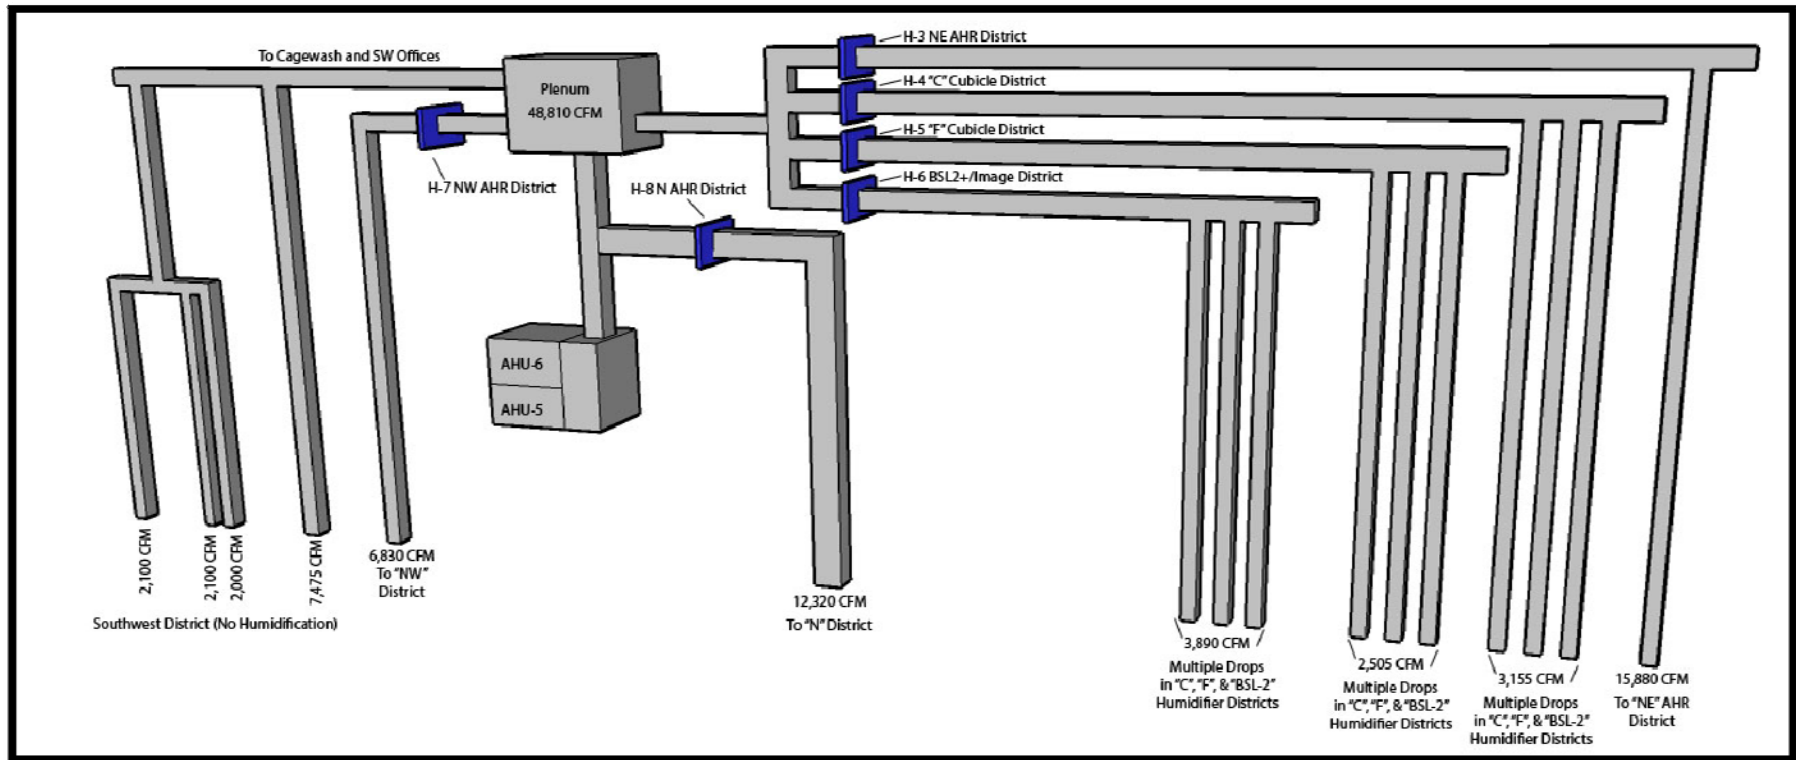 To Cagewash and SW Offices
Plenum
48,810 CFM
H-3 NE AHR District
H-4 "C" Cubicle District
H-5 "F" Cubicle District
H-6 BSL2+/Image District
H-7 NW AHR District
H-8 N AHR District
AHU-6
AHU-5
2,100 CFM
2,100 CFM
2,000 CFM
7,475 CFM
Southwest District (No Humidification)
6,830 CFM
To "NW"
District
12,320 CFM
To "N" District
3,890 CFM
Multiple Drops
in "C", "F", & "BSL-2"
Humidifier Districts
2,505 CFM
Multiple Drops
in "C", "F", & "BSL-2"
Humidifier Districts
3,155 CFM
Multiple Drops
in "C", "F", & "BSL-2"
Humidifier Districts
15,880 CFM
To "NE" AHR
District